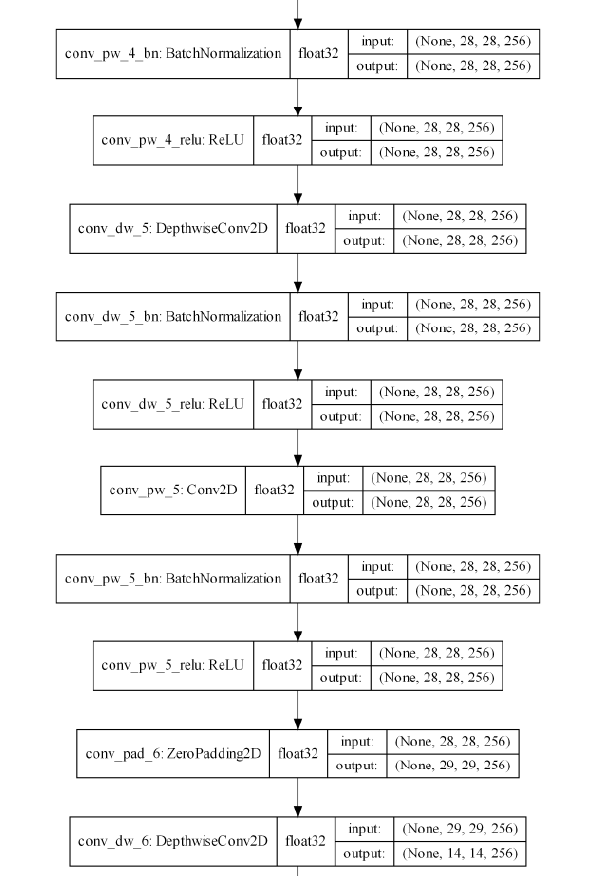 conv_pw_4_bn: BatchNormalization float32 input: (None, 28, 28, 256)
output: (None, 28, 28, 256)
conv_pw_4_relu: ReLU float32 input: (None, 28, 28, 256)
output: (None, 28, 28, 256)
conv_dw_5: DepthwiseConv2D float32 input: (None, 28, 28, 256)
output: (None, 28, 28, 256)
conv_dw_5_bn: BatchNormalization float32 input: (None, 28, 28, 256)
output: (None, 28, 28, 256)
conv_dw_5_relu: ReLU float32 input: (None, 28, 28, 256)
output: (None, 28, 28, 256)
conv_pw_5: Conv2D float32 input: (None, 28, 28, 256)
output: (None, 28, 28, 256)
conv_pw_5_bn: BatchNormalization float32 input: (None, 28, 28, 256)
output: (None, 28, 28, 256)
conv_pw_5_relu: ReLU float32 input: (None, 28, 28, 256)
output: (None, 28, 28, 256)
conv_pad_6: ZeroPadding2D float32 input: (None, 28, 28, 256)
output: (None, 29, 29, 256)
conv_dw_6: DepthwiseConv2D float32 input: (None, 29, 29, 256)
output: (None, 14, 14, 256)